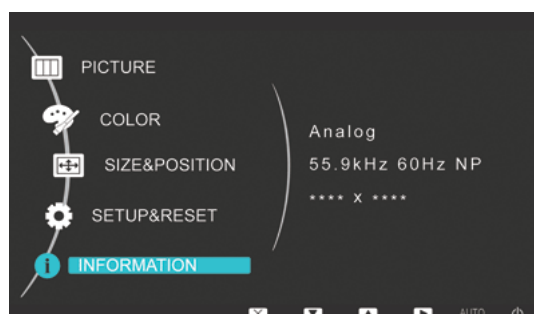 PICTURE
COLOR
SIZE&POSITION
SETUP&RESET
INFORMATION
Analog
55.9kHz 60Hz NP
**** X ****
AUTO